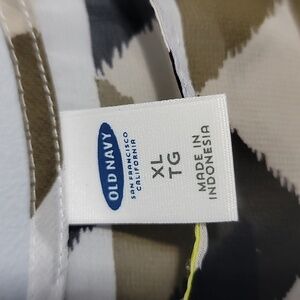 OLD NAVY
SAN FRANCISCO
CALIFORNIA
XL
TG
MADE IN
INDONESIA